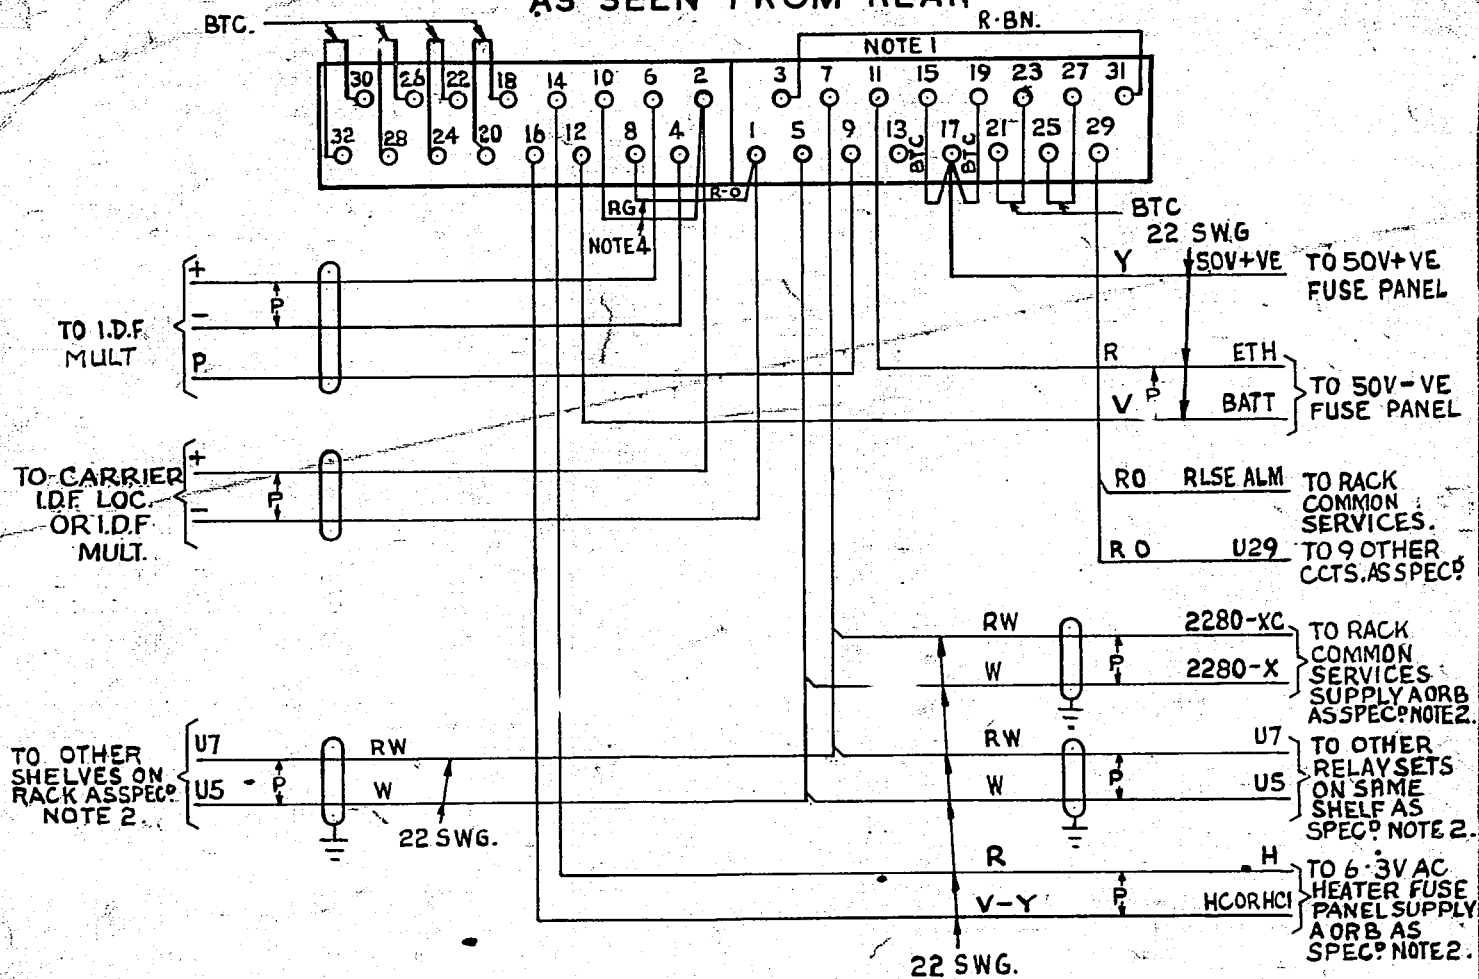 AS SEEN FROM REAR
BTC.
R-BN.
NOTE 1
30 26 22 18 14 10 6 2 3 7 11 15 19 23 27 31
32 28 24 20 16 12 8 4 1 5 9 13 17 21 25 29
BTC BTC
R-O
RG
NOTE 4
BTC
22 SWG
Y 50V+VE TO 50V+VE
FUSE PANEL
+
P
-
P
TO I.D.F.
MULT
R ETH
P
V BATT
TO 50V-VE
FUSE PANEL
+
P
-
TO CARRIER
I.D.F. LOC.
OR I.D.F
MULT.
RO RLSE ALM TO RACK
COMMON
SERVICES.
RO U29 TO 9 OTHER
CCTS. AS SPECD.
RW 2280-XC
P
W 2280-X
TO RACK
COMMON
SERVICES
SUPPLY A OR B
AS SPECD. NOTE 2.
TO OTHER
SHELVES ON
RACK AS SPECD.
NOTE 2.
U7 RW
P
U5 W
22 SWG.
RW U7
P
W U5
TO OTHER
RELAY SETS
ON SAME
SHELF AS
SPECD. NOTE 2.
R H
P
V-Y HC OR HC1
TO 6·3V AC
HEATER FUSE
PANEL SUPPLY
A OR B AS
SPECD. NOTE 2.
22 SWG.